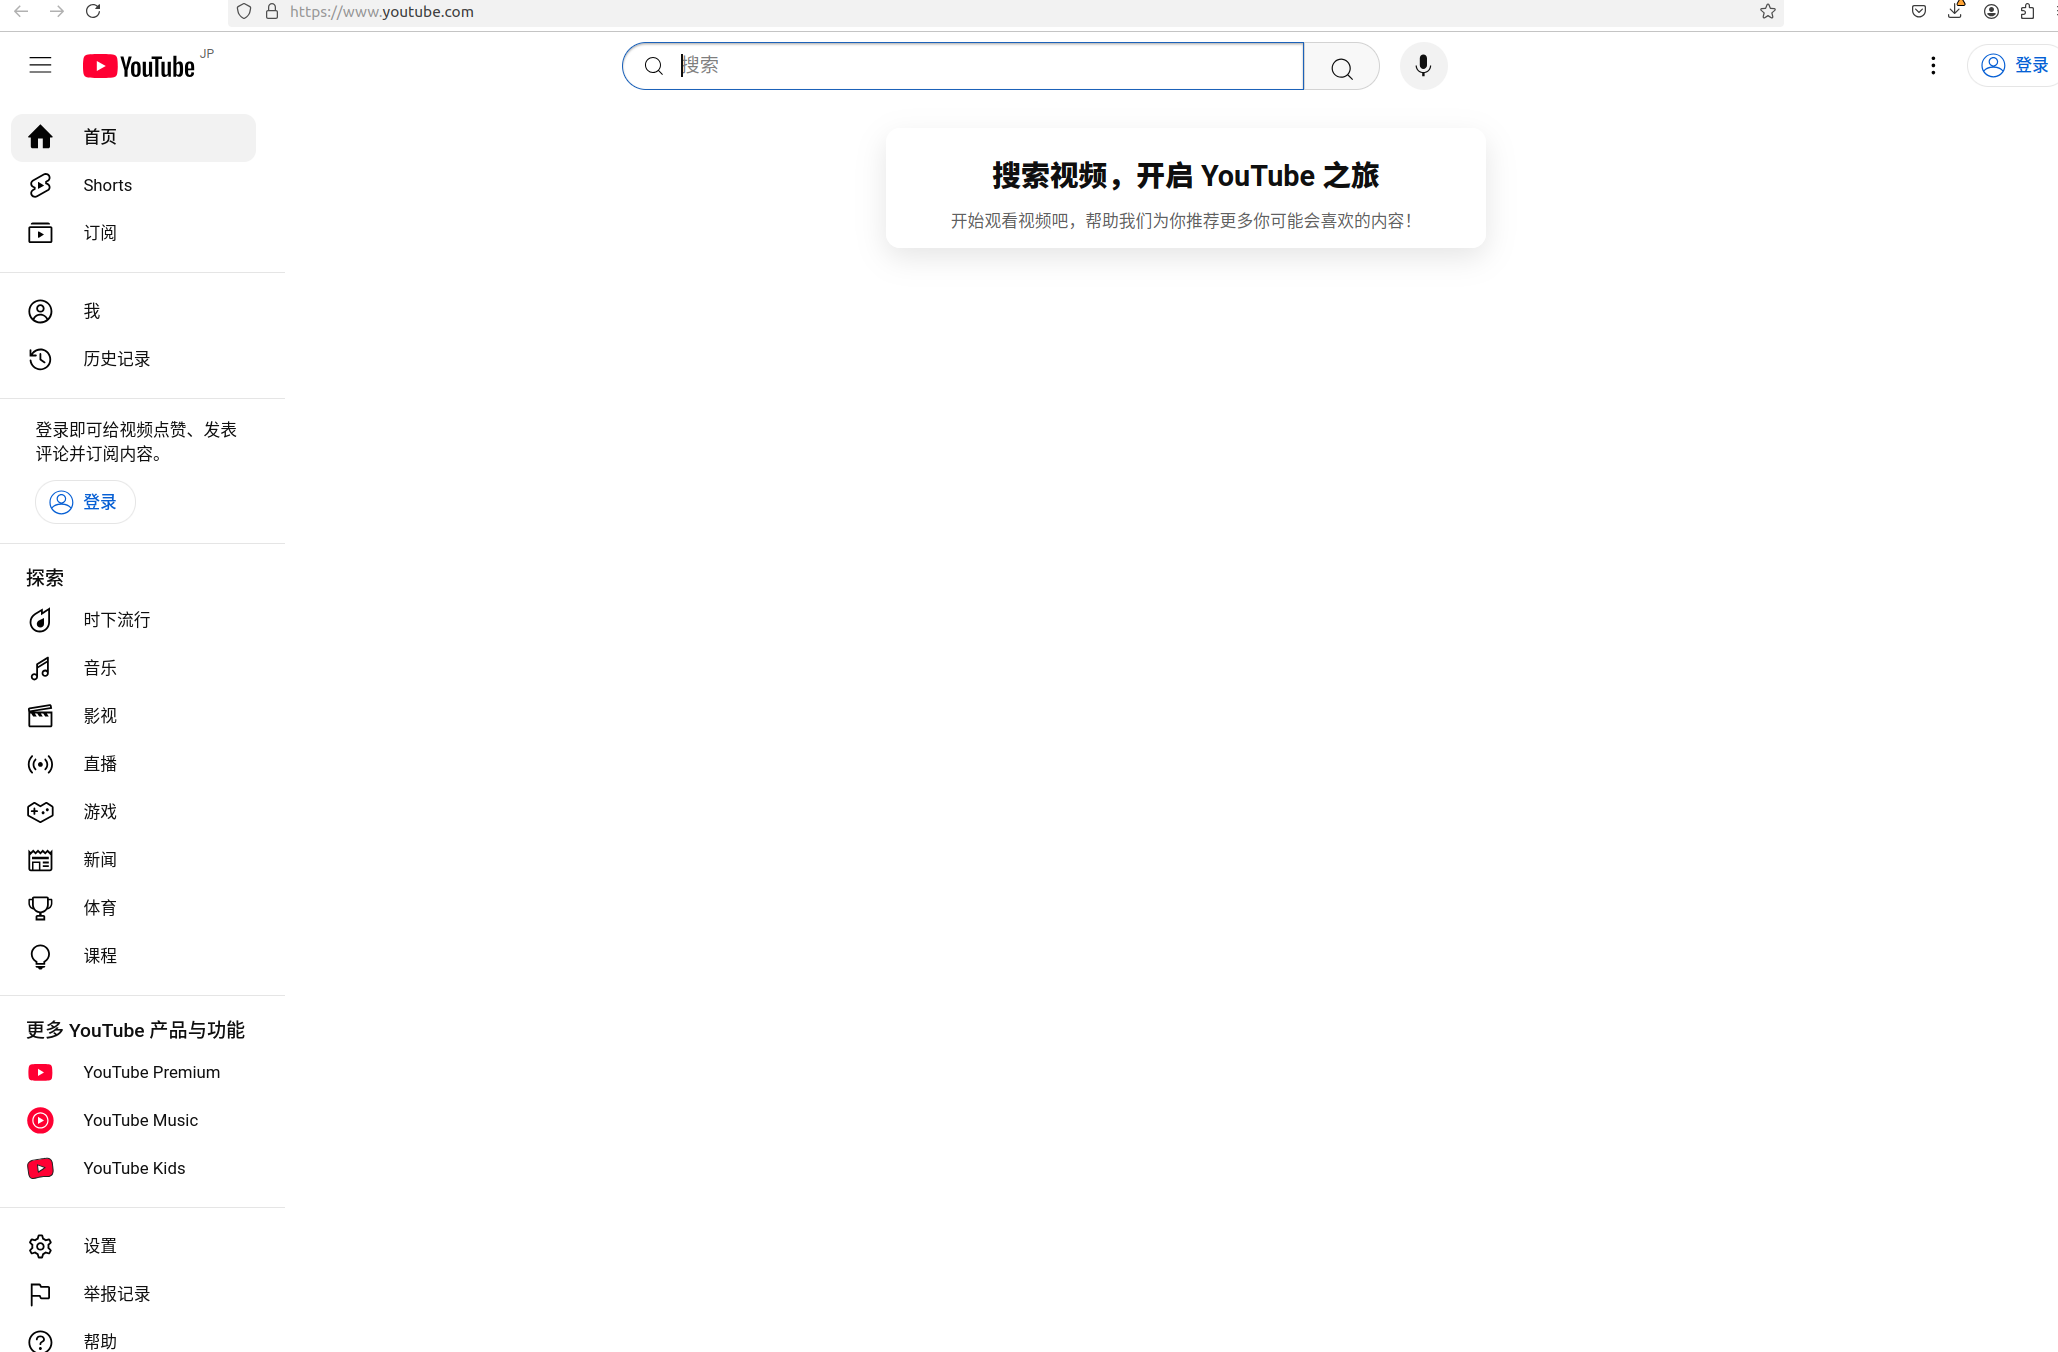 https://www.youtube.com
YouTube JP
搜索
登录
首页
Shorts
订阅
我
历史记录
登录即可给视频点赞、发表
评论并订阅内容。
登录
探索
时下流行
音乐
影视
直播
游戏
新闻
体育
课程
更多 YouTube 产品与功能
YouTube Premium
YouTube Music
YouTube Kids
设置
举报记录
帮助
搜索视频，开启 YouTube 之旅
开始观看视频吧，帮助我们为你推荐更多你可能会喜欢的内容！